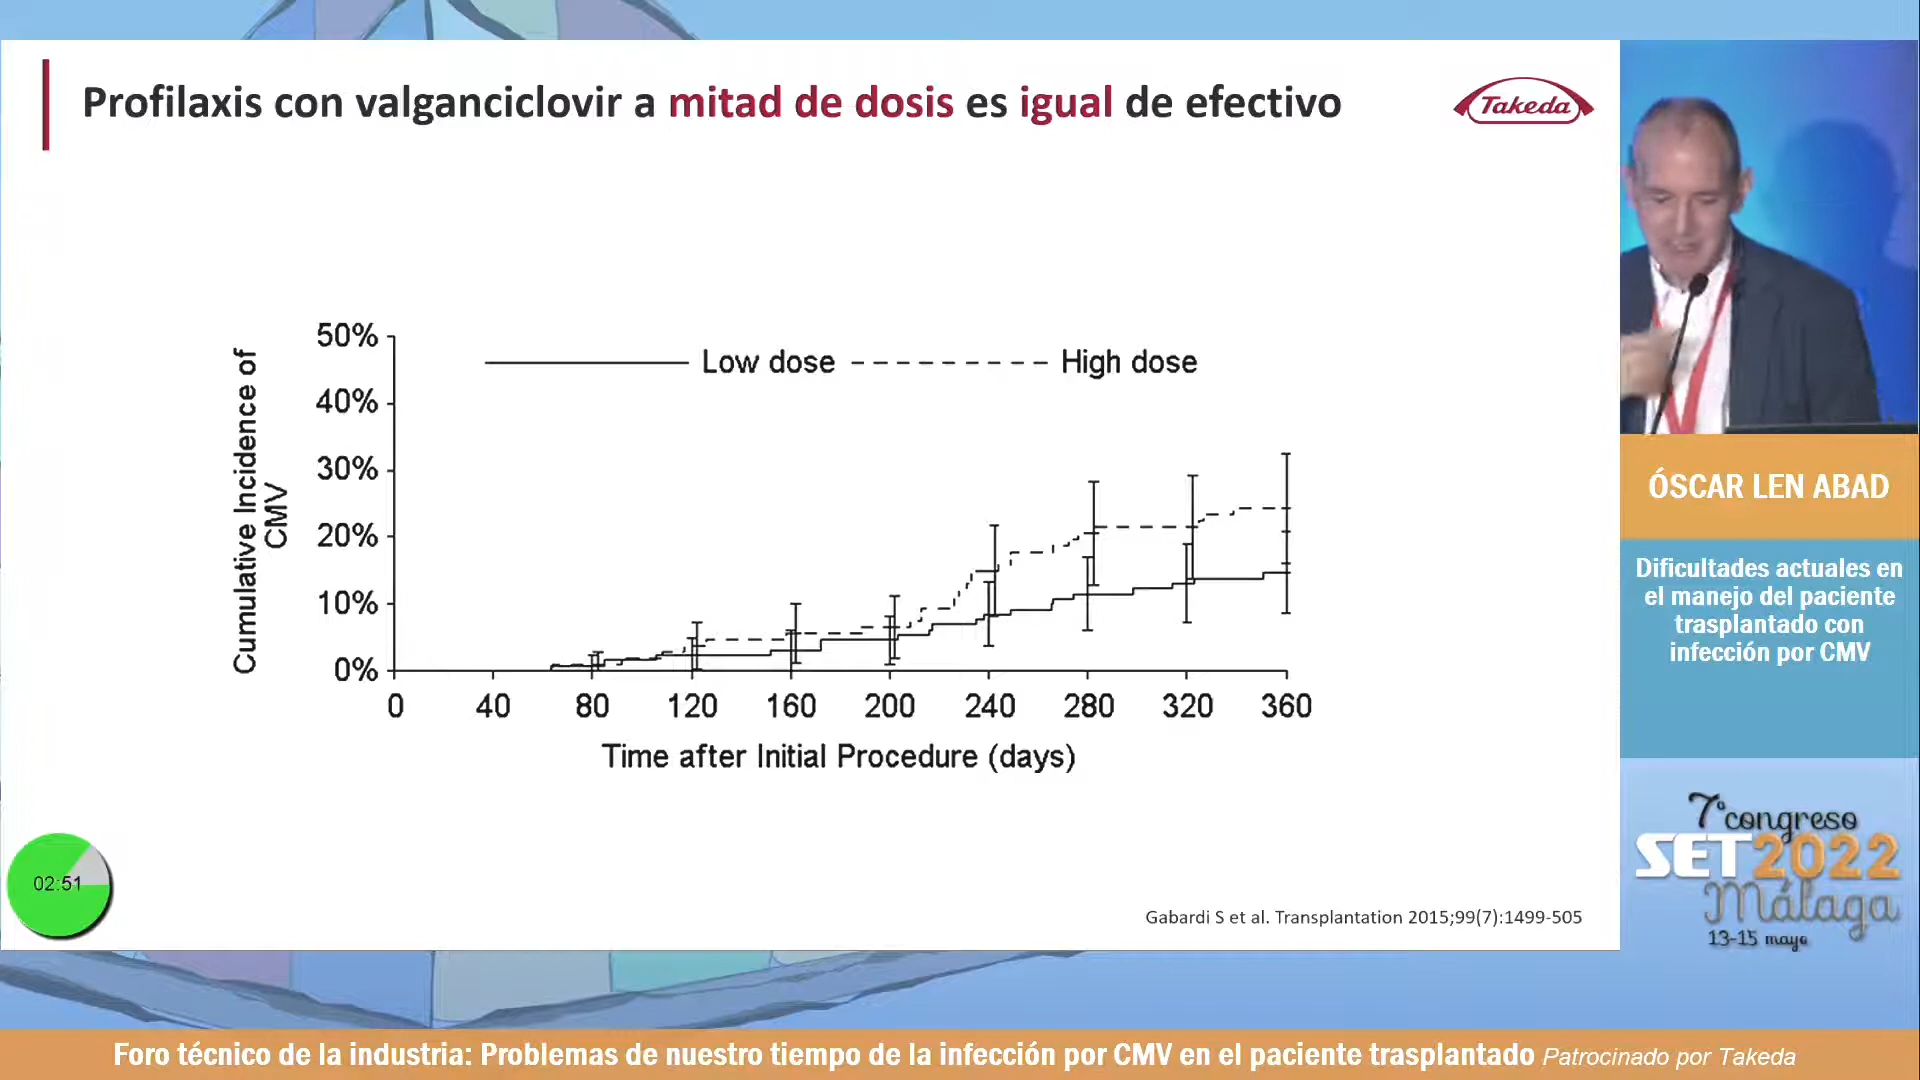 Profilaxis con valganciclovir a mitad de dosis es igual de efectivo
Takeda
Cumulative Incidence of
CMV
50%
40%
30%
20%
10%
0%
Low dose
High dose
0 40 80 120 160 200 240 280 320 360
Time after Initial Procedure (days)
02:51
Gabardi S et al. Transplantation 2015;99(7):1499-505
ÓSCAR LEN ABAD
Dificultades actuales en
el manejo del paciente
trasplantado con
infección por CMV
7º congreso
SET2022
Málaga
13-15 mayo
Foro técnico de la industria: Problemas de nuestro tiempo de la infección por CMV en el paciente trasplantado Patrocinado por Takeda